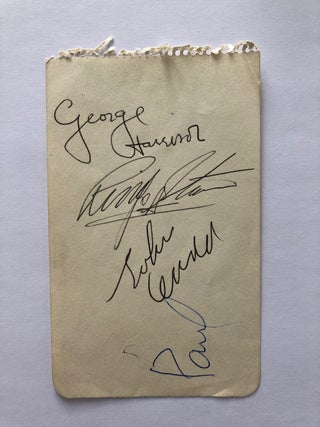 George
Harrison
Ringo Starr
John
Lennon
Paul